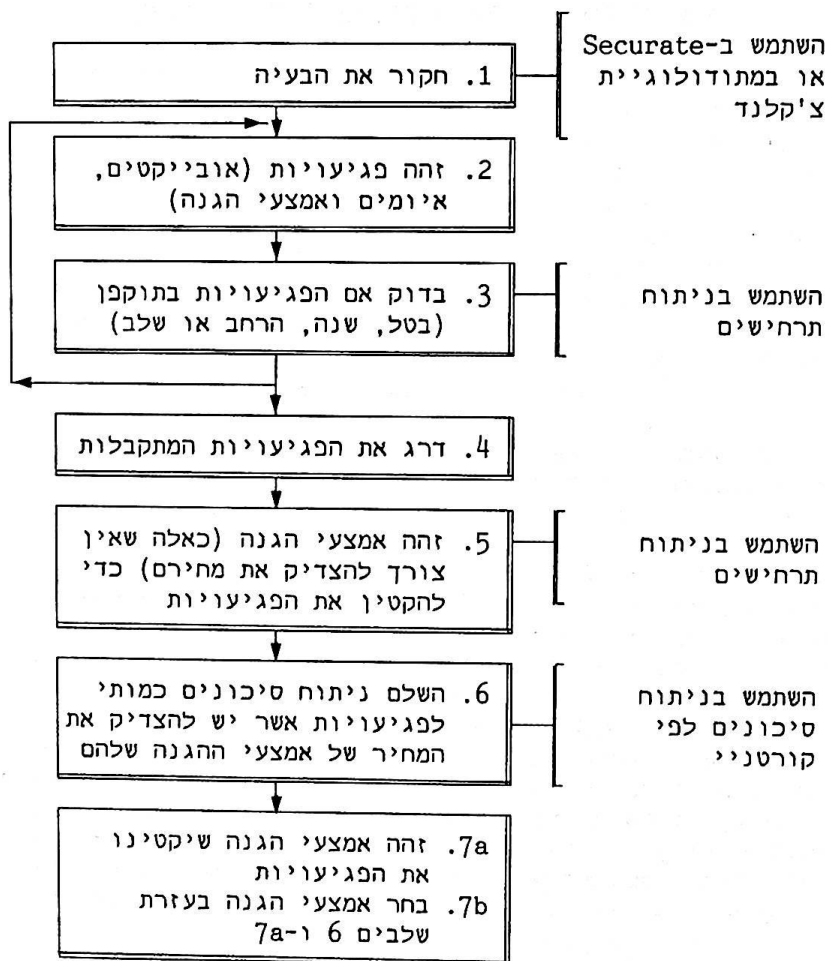 השתמש ב-Securate
או במתודולוגיית
צ'קלנד
1. חקור את הבעיה
2. זהה פגיעויות (אובייקטים,
איומים ואמצעי הגנה)
3. בדוק אם הפגיעויות בתוקפן
(בטל, שנה, הרחב או שלב)
השתמש בניתוח
תרחישים
4. דרג את הפגיעויות המתקבלות
5. זהה אמצעי הגנה (כאלה שאין
צורך להצדיק את מחירם) כדי
להקטין את הפגיעויות
השתמש בניתוח
תרחישים
6. השלם ניתוח סיכונים כמותי
לפגיעויות אשר יש להצדיק את
המחיר של אמצעי ההגנה שלהם
השתמש בניתוח
סיכונים לפי
קורטניי
7a. זהה אמצעי הגנה שיקטינו
את הפגיעויות
7b. בחר אמצעי הגנה בעזרת
שלבים 6 ו-7a